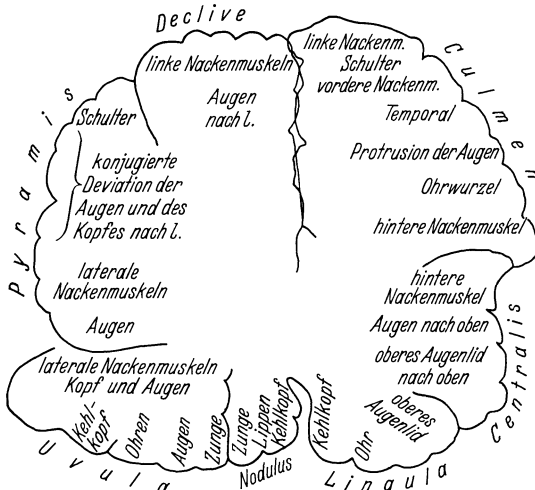 Declive
linke Nackenmuskeln
Augen
nach l.
Culmen
linke Nackenm.
Schulter
vordere Nackenm.
Temporal
Protrusion der Augen
Ohrwurzel
hintere Nackenmuskel
Pyramis
Schulter
konjugierte
Deviation der
Augen und des
Kopfes nach l.
laterale
Nackenmuskeln
Augen
Centralis
hintere
Nackenmuskel
Augen nach oben
oberes Augenlid
nach oben
laterale Nackenmuskeln
Kopf und Augen
Kehl-
kopf
Ohren
Augen
Zunge
Uvula
Zunge
Lippen
Kehlkopf
Nodulus
Kehlkopf
Ohr
oberes
Augenlid
Lingula